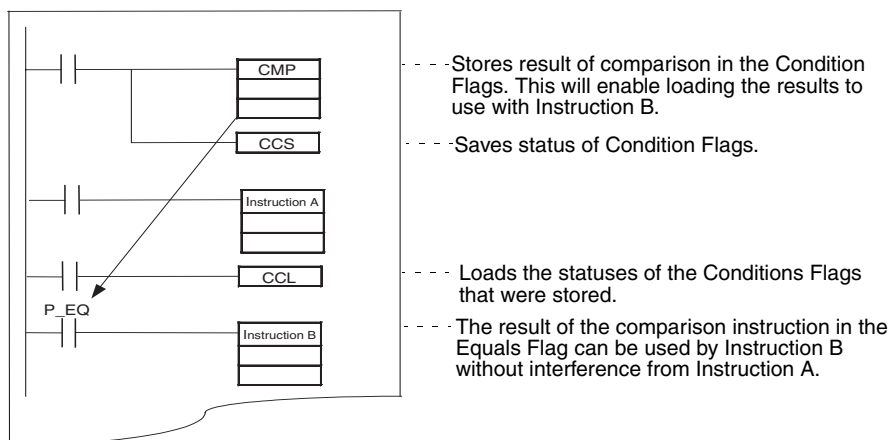 CMP
Stores result of comparison in the Condition
Flags. This will enable loading the results to
use with Instruction B.
CCS
Saves status of Condition Flags.
Instruction A
CCL
Loads the statuses of the Conditions Flags
that were stored.
P_EQ
Instruction B
The result of the comparison instruction in the
Equals Flag can be used by Instruction B
without interference from Instruction A.